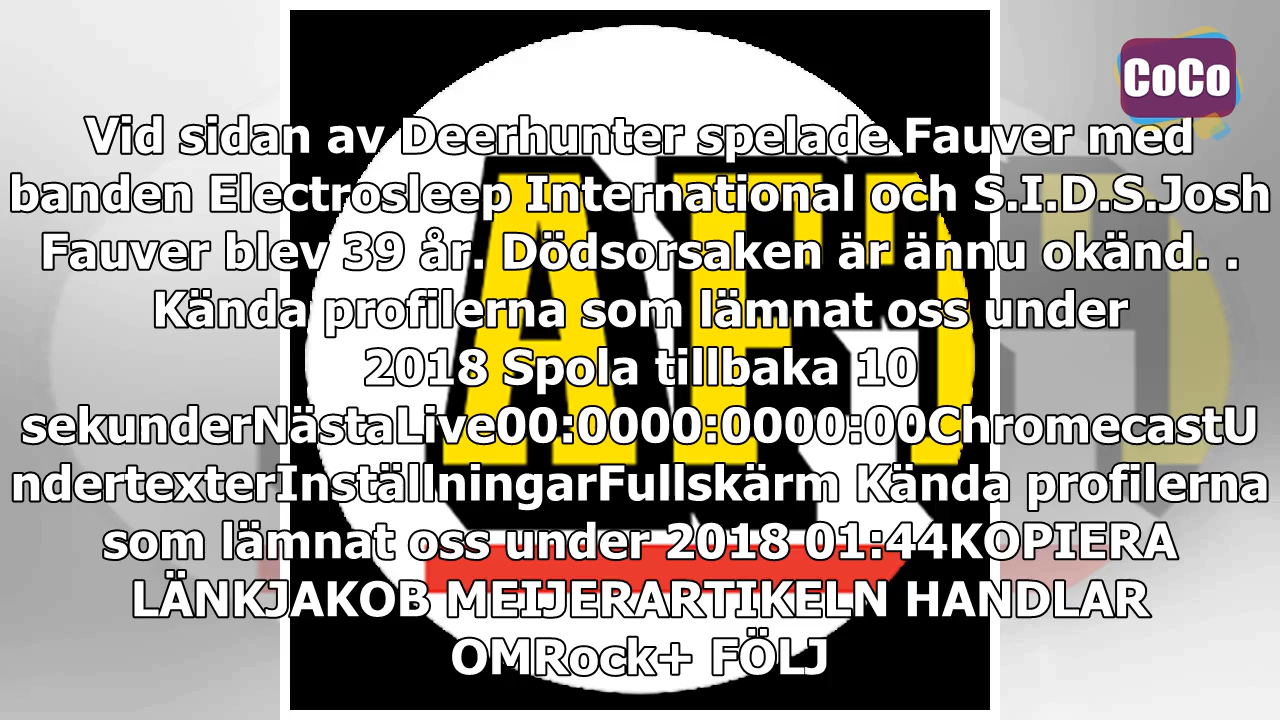 CoCo
Vid sidan av Deerhunter spelade Fauver med
banden Electrosleep International och S.I.D.S.Josh
Fauver blev 39 år. Dödsorsaken är ännu okänd. .
Kända profilerna som lämnat oss under
2018 Spola tillbaka 10
sekunderNästaLive00:0000:0000:00ChromecastU
ndertexterInställningarFullskärm Kända profilerna
som lämnat oss under 2018 01:44KOPIERA
LÄNKJAKOB MEIJERARTIKELN HANDLAR
OMRock+ FÖLJ